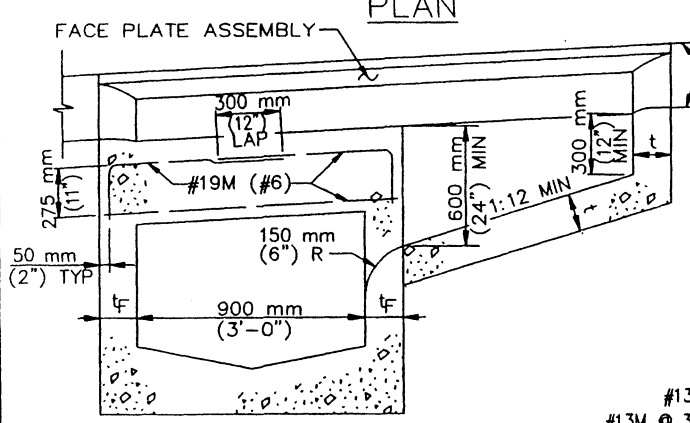 PLAN
FACE PLATE ASSEMBLY
300 mm
(12")
LAP
#19M (#6)
275 mm
(11")
50 mm
(2") TYP
150 mm
(6") R
600 mm
(24") MIN
300 mm
(12")
MIN
t
1:12 MIN
t
tF
900 mm
(3'-0")
tF
#13
#13M @ 3